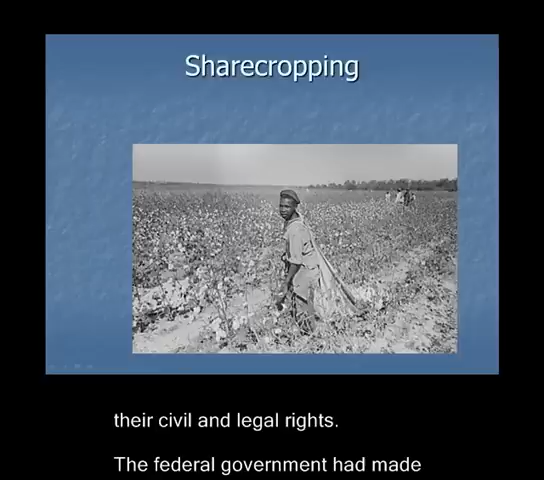 Sharecropping
their civil and legal rights.
The federal government had made